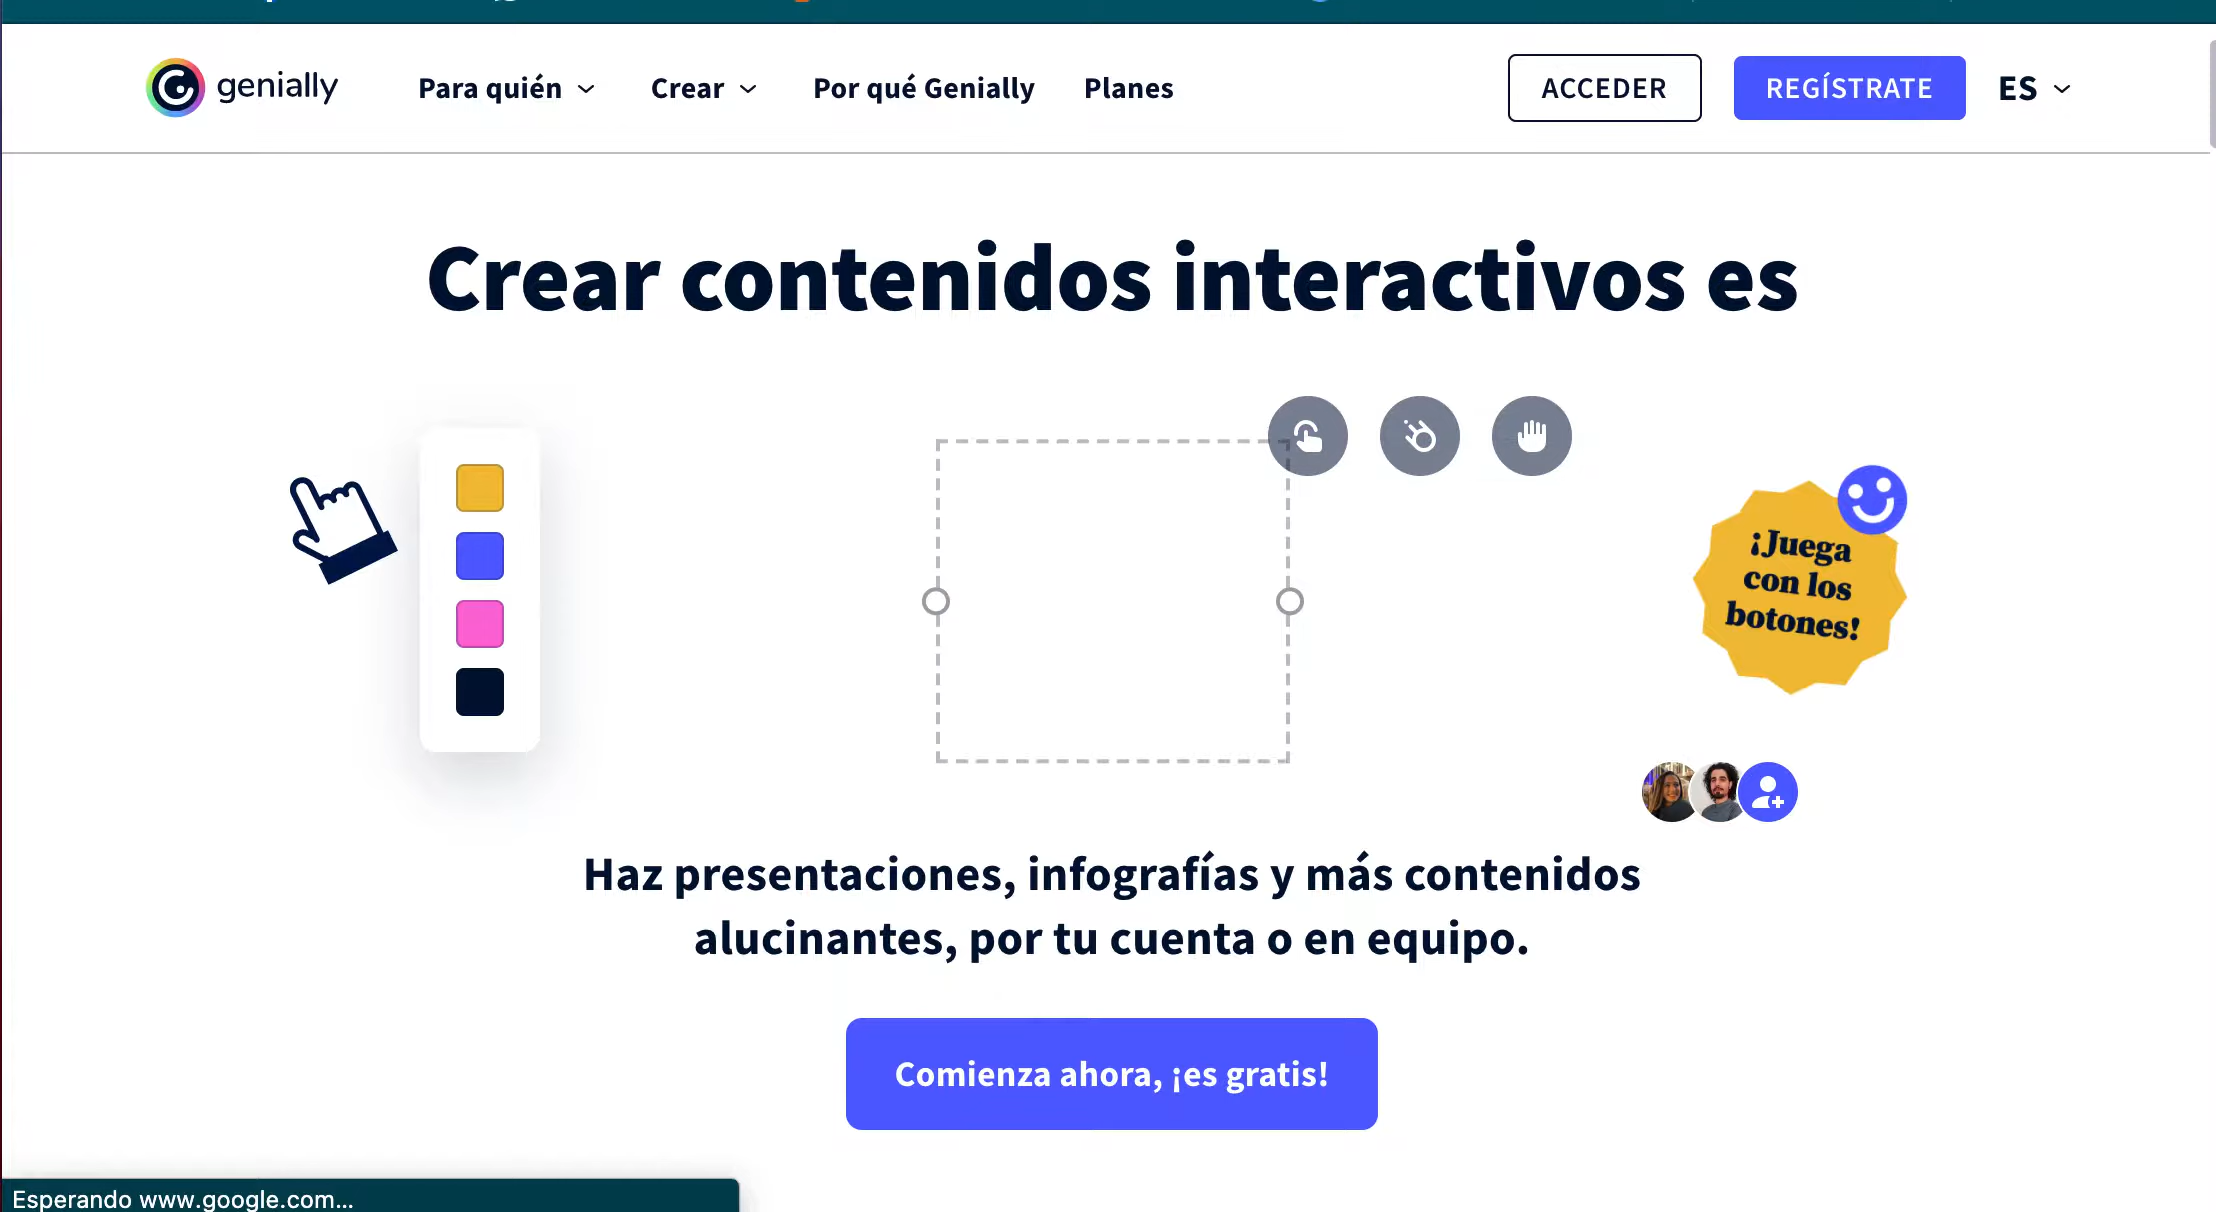 genially
Para quién
Crear
Por qué Genially
Planes
ACCEDER
REGÍSTRATE
ES
Crear contenidos interactivos es
¡Juega
con los
botones!
Haz presentaciones, infografías y más contenidos
alucinantes, por tu cuenta o en equipo.
Comienza ahora, ¡es gratis!
Esperando www.google.com...